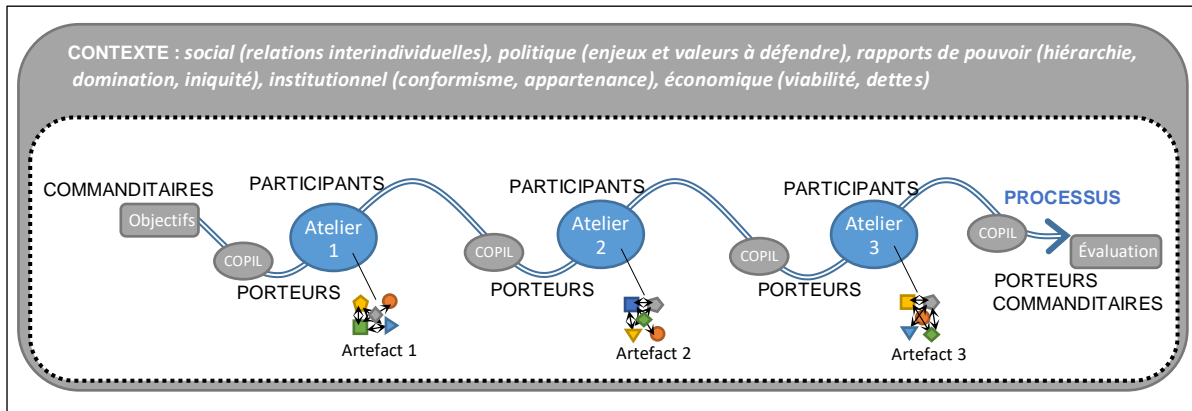 CONTEXTE : social (relations interindividuelles), politique (enjeux et valeurs à défendre), rapports de pouvoir (hiérarchie,
domination, iniquité), institutionnel (conformisme, appartenance), économique (viabilité, dettes)
COMMANDITAIRES
Objectifs
COPIL
PARTICIPANTS
Atelier
1
PORTEURS
Artefact 1
COPIL
PARTICIPANTS
Atelier
2
PORTEURS
Artefact 2
COPIL
PARTICIPANTS
Atelier
3
PORTEURS
Artefact 3
COPIL
PROCESSUS
Évaluation
PORTEURS
COMMANDITAIRES